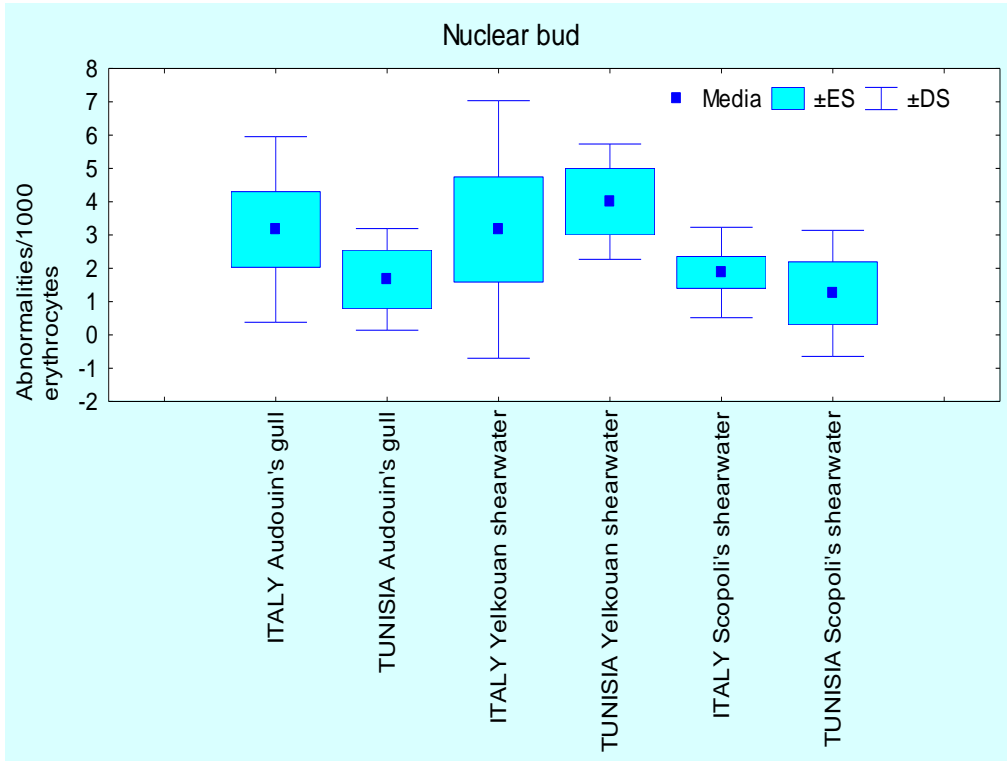 Nuclear bud
Media ±ES ±DS
Abnormalities/1000
erythrocytes
8
7
6
5
4
3
2
1
0
-1
-2
ITALY Audouin's gull
TUNISIA Audouin's gull
ITALY Yelkouan shearwater
TUNISIA Yelkouan shearwater
ITALY Scopoli's shearwater
TUNISIA Scopoli's shearwater